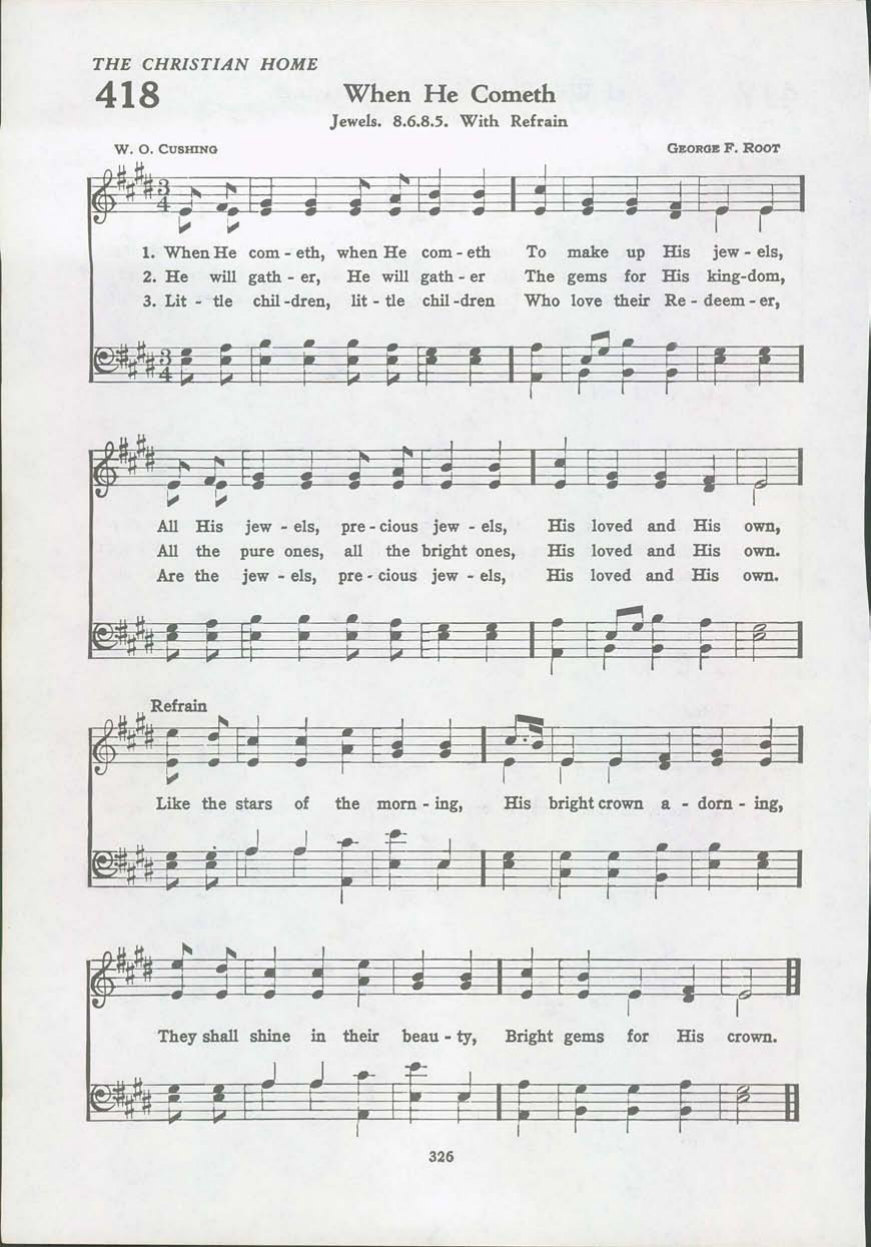 THE CHRISTIAN HOME
418
When He Cometh
Jewels. 8.6.8.5. With Refrain
W. O. CUSHING
GEORGE F. ROOT
3
4
1. When He com - eth, when He com - eth To make up His jew - els,
2. He will gath - er, He will gath - er The gems for His king-dom,
3. Lit - tle chil -dren, lit - tle chil -dren Who love their Re - deem - er,
3
4
All His jew - els, pre - cious jew - els, His loved and His own,
All the pure ones, all the bright ones, His loved and His own.
Are the jew - els, pre - cious jew - els, His loved and His own.
Refrain
Like the stars of the morn - ing, His bright crown a - dorn - ing,
They shall shine in their beau - ty, Bright gems for His crown.
326